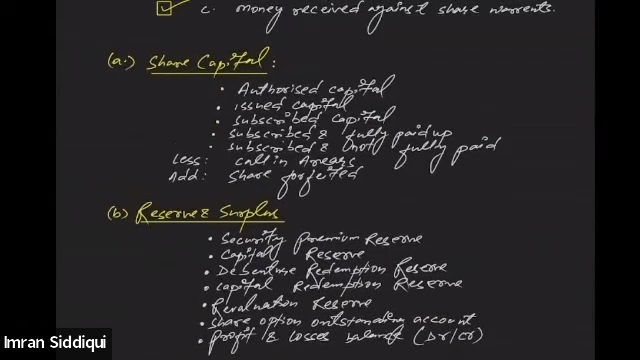 c. money received against share warrents.
(a.) Share Capital:
• Authorised capital
• issued capital
• subscribed capital
• subscribed & fully paid up
• subscribed & not fully paid
Less: call in Arears
Add: share forfeited
(b) Reserve & Surplus
• Security premium Reserve
• Capital Reserve
• Debenture Redemption Reserve
• capital Redemption Reserve
• Revaluation Reserve
• share option outstanding account
• profit & losses balance (Dr/cr)
Imran Siddiqui